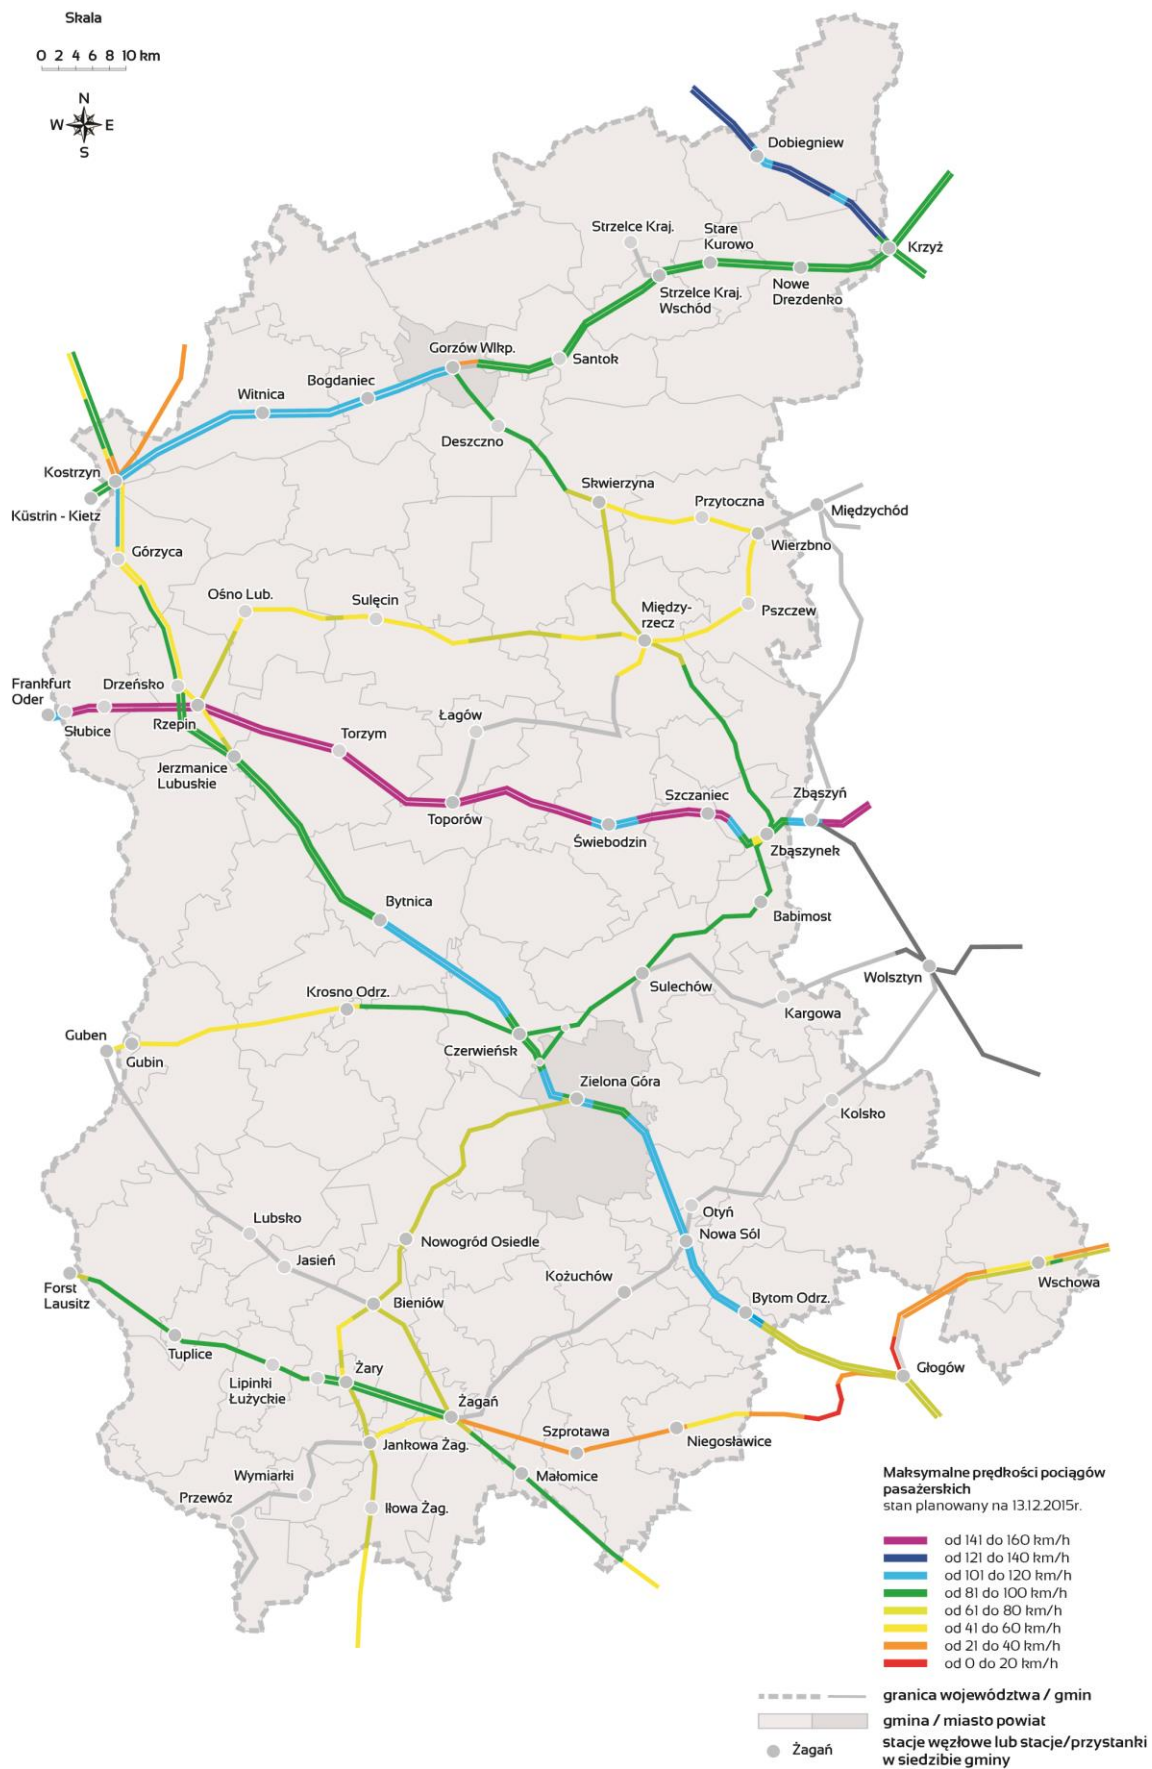 Skala
0 2 4 6 8 10 km
N
W E
S
Dobiegniew
Strzelce Kraj.
Stare
Kurowo
Krzyż
Nowe
Drezdenko
Strzelce Kraj.
Wschód
Gorzów Wlkp.
Santok
Bogdaniec
Witnica
Deszczno
Kostrzyn
Küstrin - Kietz
Skwierzyna
Przytoczna
Międzychód
Wierzbno
Górzyca
Ośno Lub.
Sulęcin
Między-
rzecz
Pszczew
Frankfurt
Oder
Drzeńsko
Słubice
Rzepin
Łagów
Torzym
Jerzmanice
Lubuskie
Toporów
Szczaniec
Zbąszyń
Świebodzin
Zbąszynek
Bytnica
Babimost
Wolsztyn
Sulechów
Krosno Odrz.
Kargowa
Guben
Gubin
Czerwieńsk
Zielona Góra
Kolsko
Otyń
Lubsko
Nowogród Osiedle
Nowa Sól
Jasień
Kożuchów
Wschowa
Forst
Lausitz
Bieniów
Bytom Odrz.
Tuplice
Żary
Głogów
Lipinki
Łużyckie
Żagań
Szprotawa
Niegosławice
Jankowa Żag.
Wymiarki
Małomice
Przewóz
Iłowa Żag.
Maksymalne prędkości pociągów
pasażerskich
stan planowany na 13.12.2015r.
od 141 do 160 km/h
od 121 do 140 km/h
od 101 do 120 km/h
od 81 do 100 km/h
od 61 do 80 km/h
od 41 do 60 km/h
od 21 do 40 km/h
od 0 do 20 km/h
granica województwa / gmin
gmina / miasto powiat
Żagań
stacje węzłowe lub stacje/przystanki
w siedzibie gminy